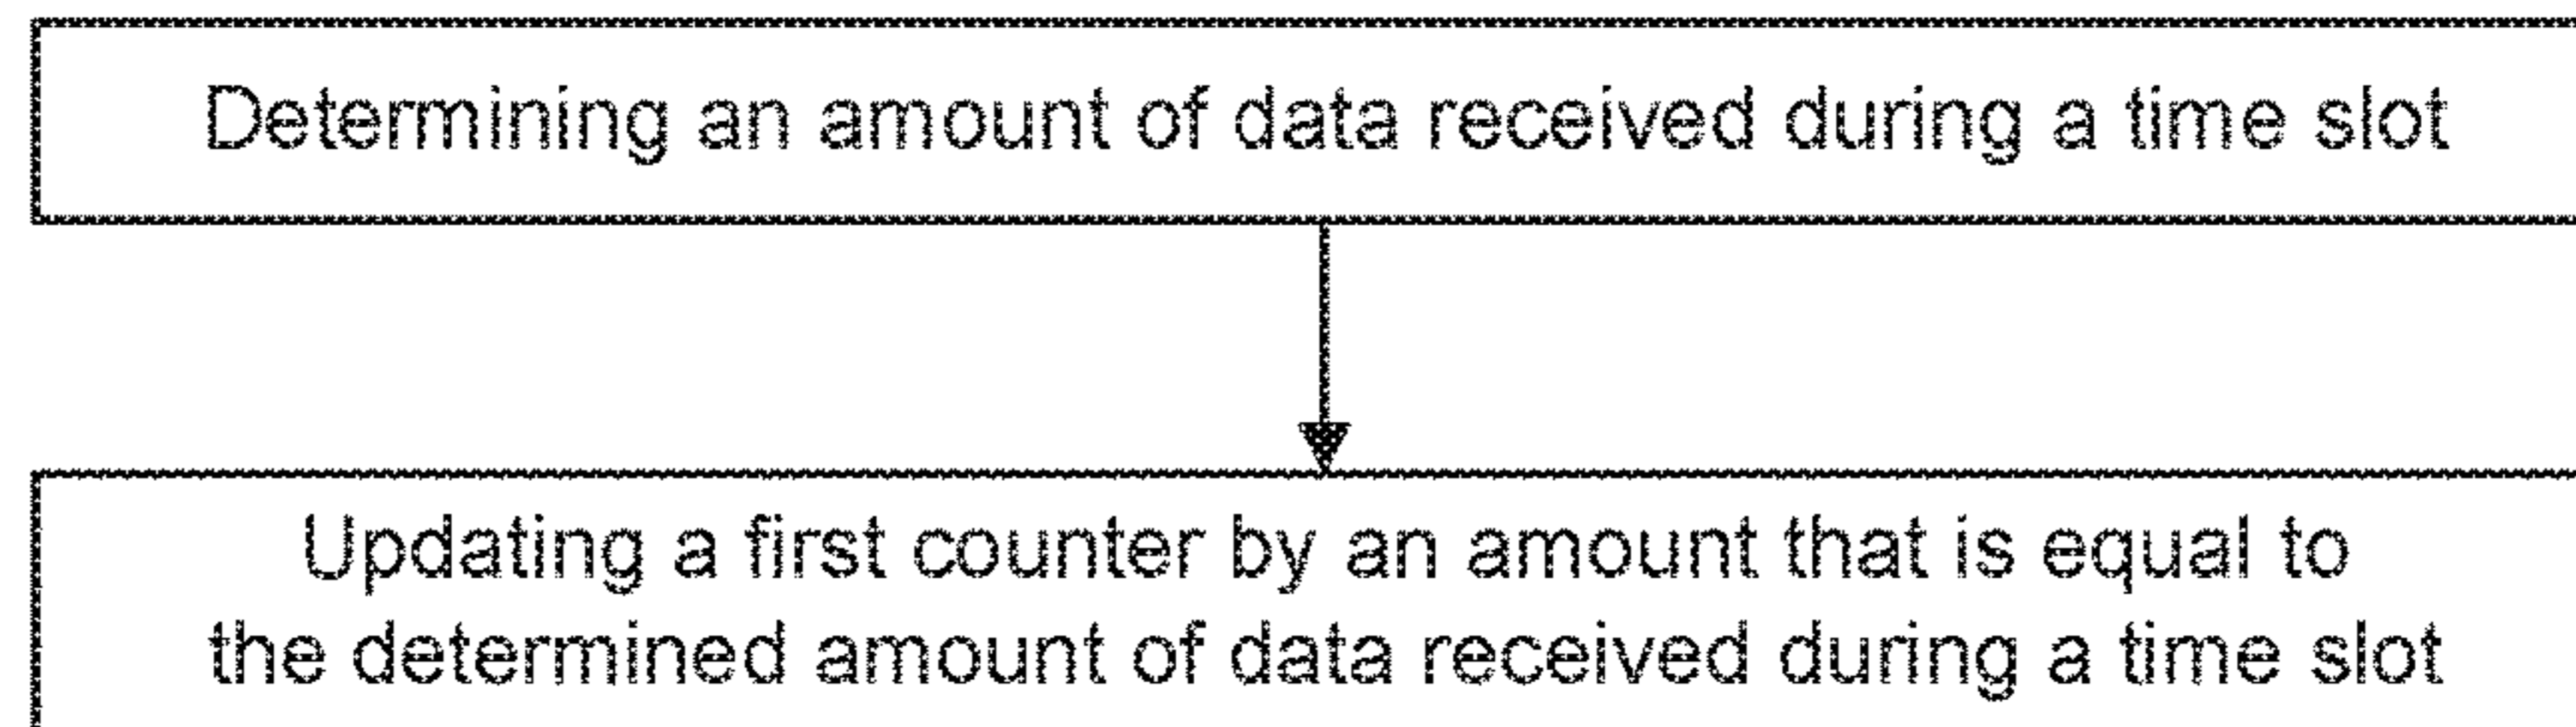 Determining an amount of data received during a time slot
Updating a first counter by an amount that is equal to
the determined amount of data received during a time slot